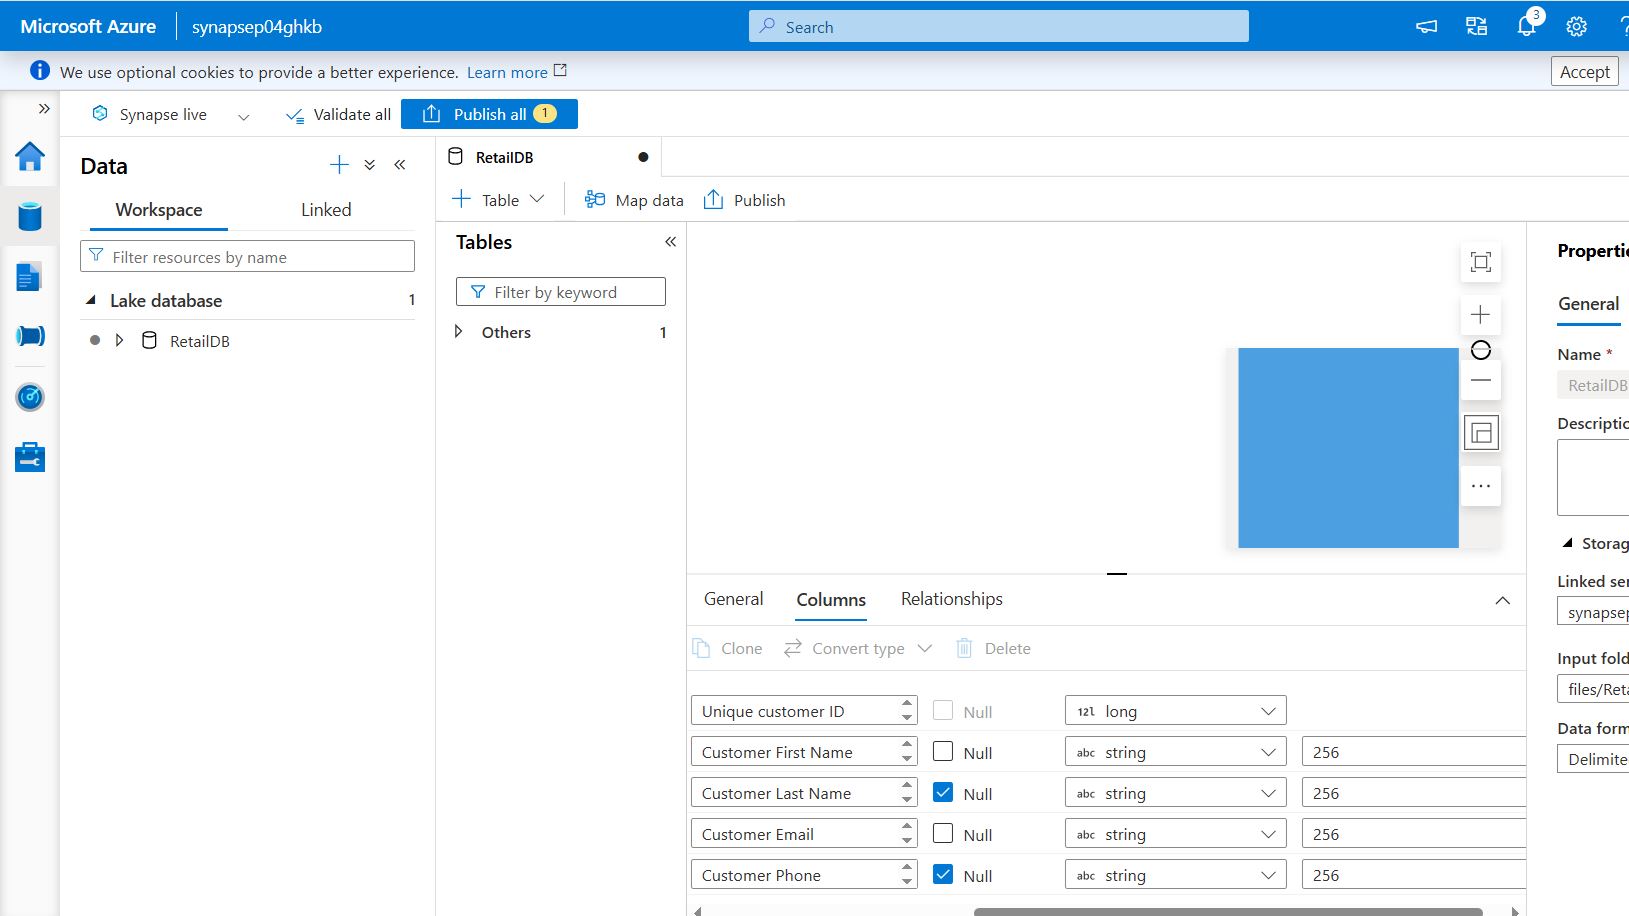 Microsoft Azure synapsep04ghkb Search 3
We use optional cookies to provide a better experience. Learn more Accept
Synapse live Validate all Publish all 1
Data
Workspace Linked
Filter resources by name
Lake database 1
RetailDB
RetailDB
Table Map data Publish
Tables
Filter by keyword
Others 1
General Columns Relationships
Clone Convert type Delete
Unique customer ID Null 12l long
Customer First Name Null abc string 256
Customer Last Name Null abc string 256
Customer Email Null abc string 256
Customer Phone Null abc string 256
Properti
General
Name *
RetailDB
Descriptio
Storag
Linked ser
synapsep
Input fold
files/Reta
Data form
Delimite